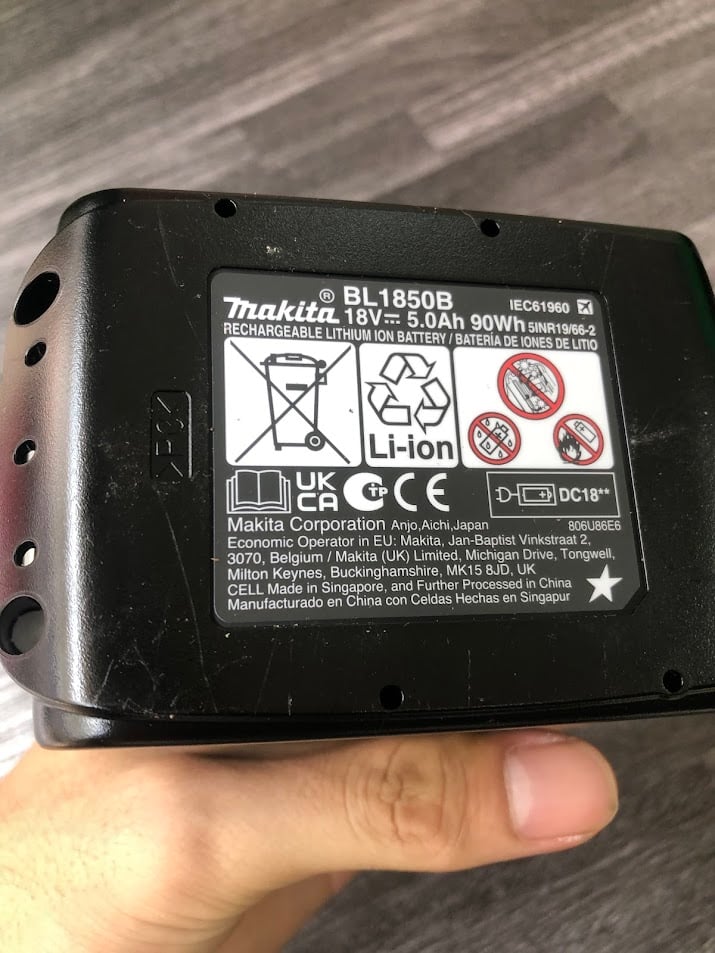 Makita® BL1850B
IEC61960
18V 5.0Ah 90Wh 5INR19/66-2
RECHARGEABLE LITHIUM ION BATTERY / BATERÍA DE IONES DE LITIO
Li-ion
UK
CA
TP CE
DC18**
Makita Corporation Anjo,Aichi,Japan
806U86E6
Economic Operator in EU: Makita, Jan-Baptist Vinkstraat 2,
3070, Belgium / Makita (UK) Limited, Michigan Drive, Tongwell,
Milton Keynes, Buckinghamshire, MK15 8JD, UK
CELL Made in Singapore, and Further Processed in China
Manufacturado en China con Celdas Hechas en Singapur